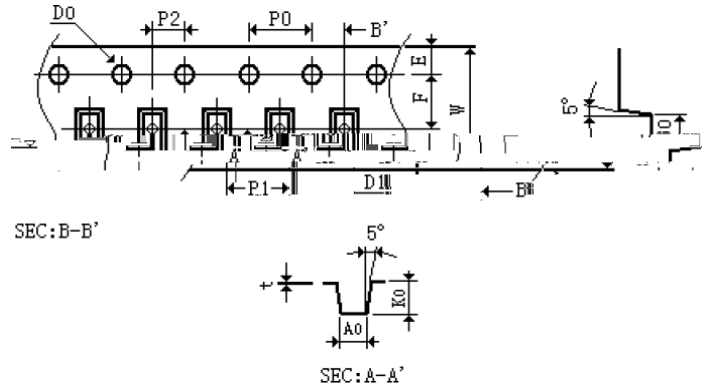 D0 P2 P0 B'
E
F
W
5°
A A'
P1 D1 B
SEC:B-B'
5°
t
A0
K0
SEC:A-A'